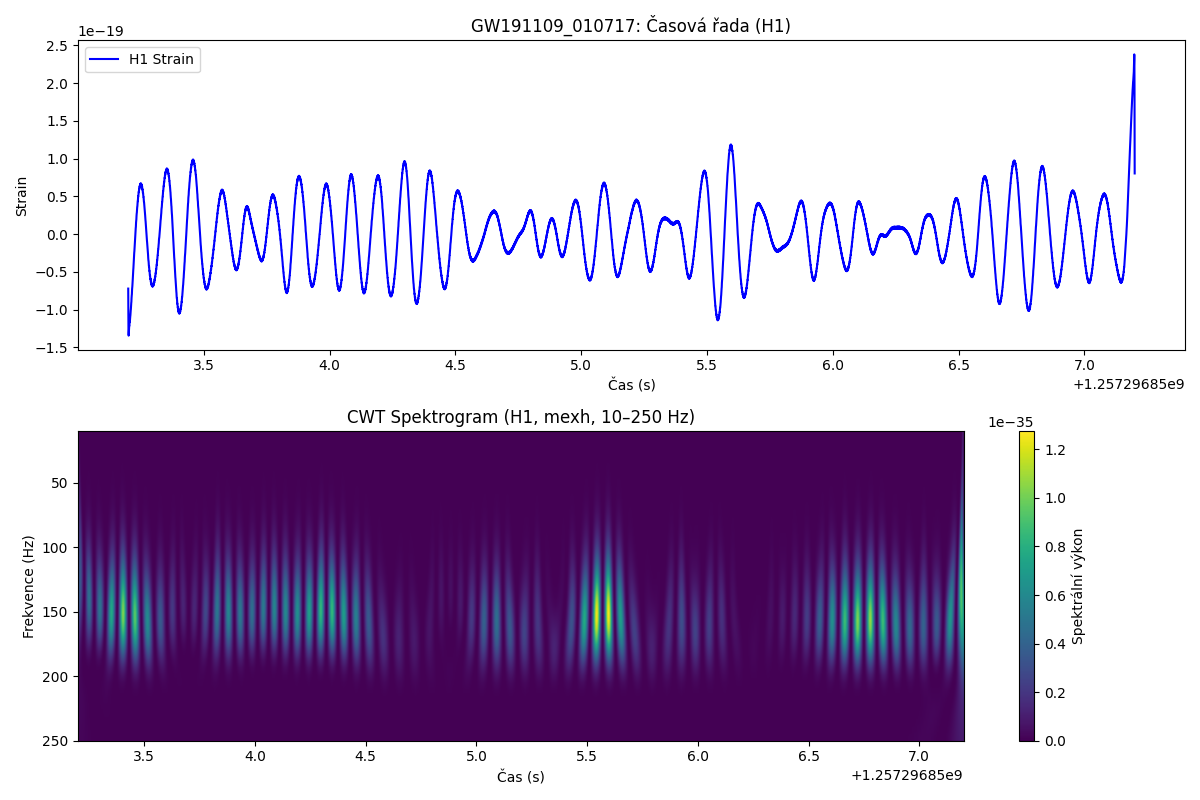 GW191109_010717: Časová řada (H1)
1e−19
H1 Strain
2.5
2.0
1.5
1.0
0.5
0.0
−0.5
−1.0
−1.5
Strain
3.5 4.0 4.5 5.0 5.5 6.0 6.5 7.0
Čas (s)
+1.25729685e9
CWT Spektrogram (H1, mexh, 10–250 Hz)
50
100
150
200
250
Frekvence (Hz)
3.5 4.0 4.5 5.0 5.5 6.0 6.5 7.0
Čas (s)
+1.25729685e9
1e−35
1.2
1.0
0.8
0.6
0.4
0.2
0.0
Spektrální výkon